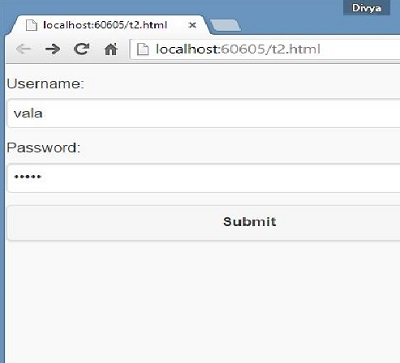 Divya
localhost:60605/t2.html
localhost:60605/t2.html
Username:
vala
Password:
•••••
Submit